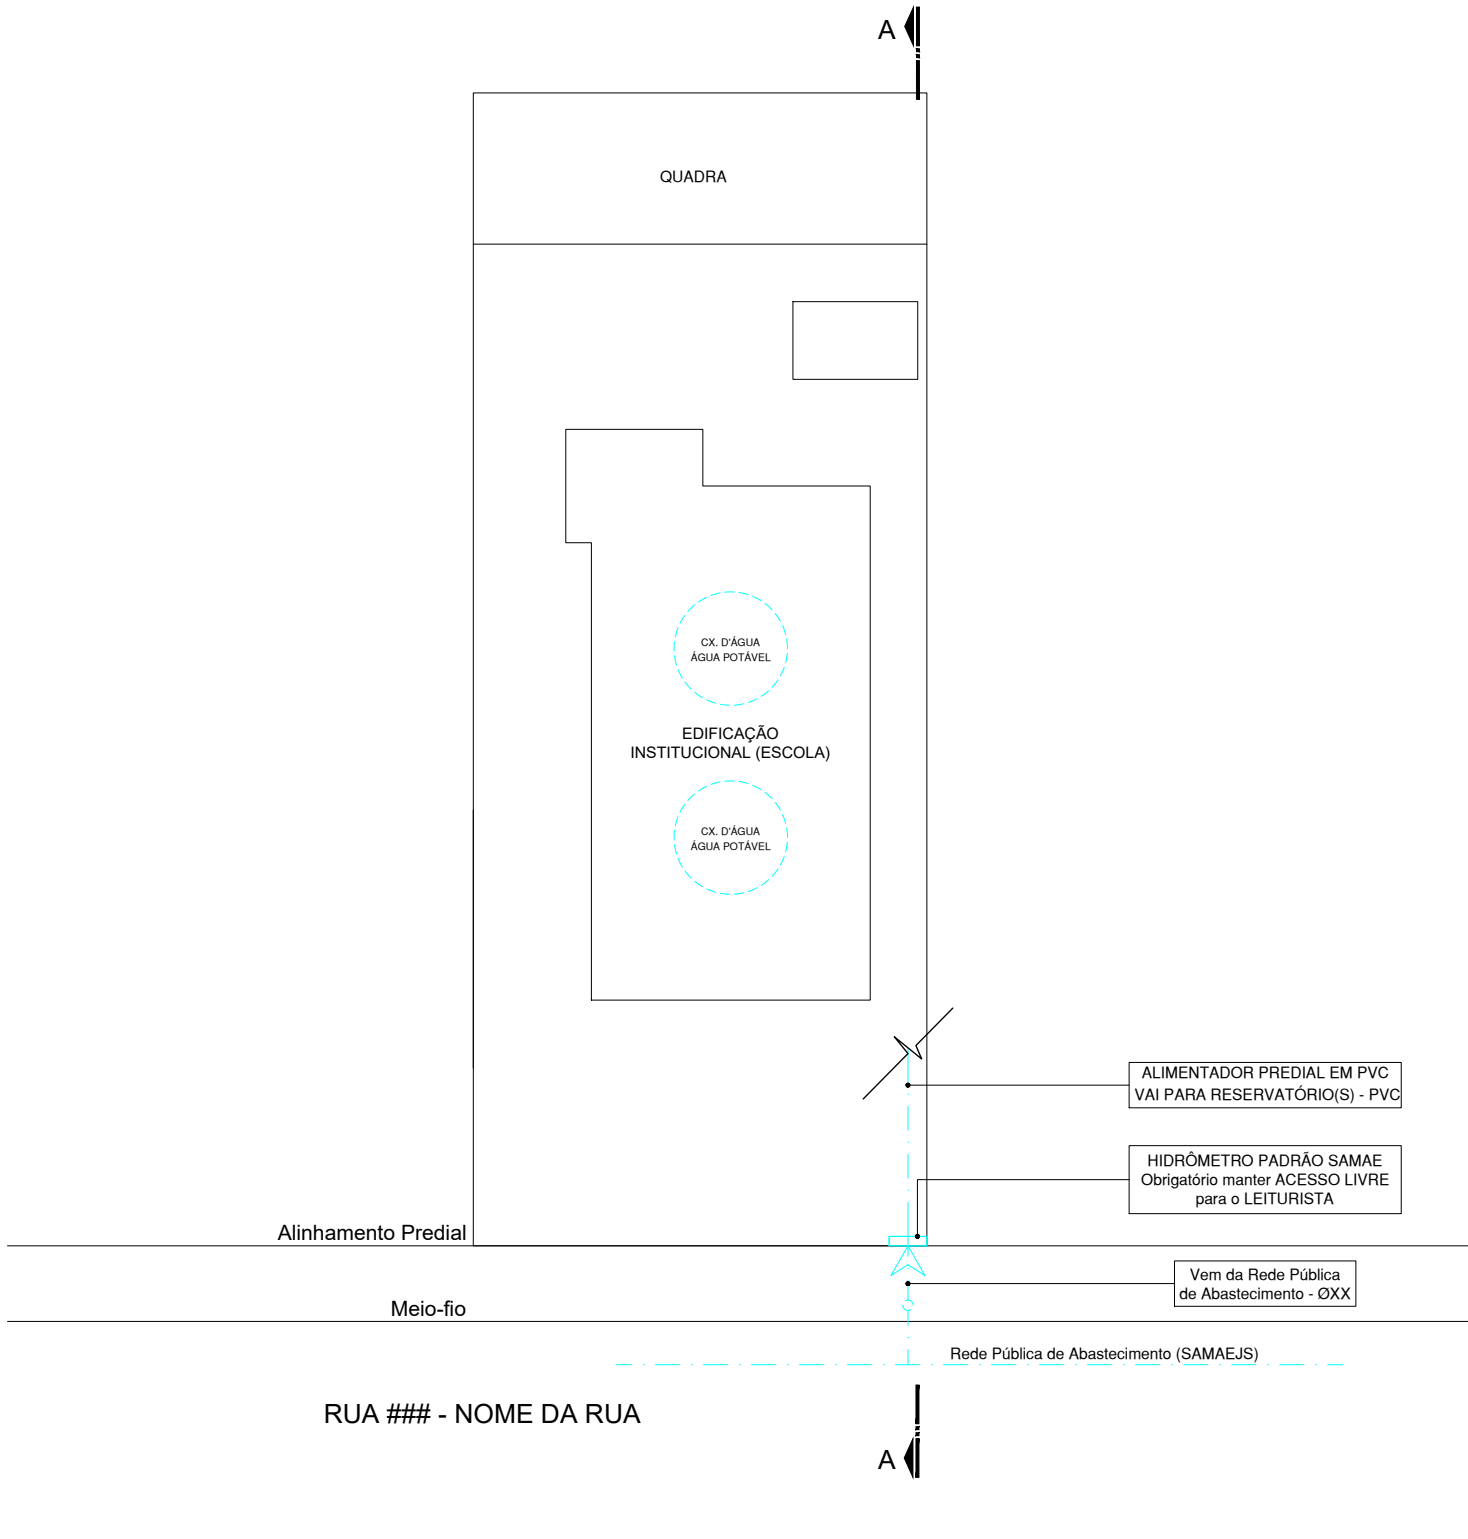 A
QUADRA
CX. D'ÁGUA
ÁGUA POTÁVEL
EDIFICAÇÃO
INSTITUCIONAL (ESCOLA)
CX. D'ÁGUA
ÁGUA POTÁVEL
ALIMENTADOR PREDIAL EM PVC
VAI PARA RESERVATÓRIO(S) - PVC
HIDRÔMETRO PADRÃO SAMAE
Obrigatório manter ACESSO LIVRE
para o LEITURISTA
Alinhamento Predial
Vem da Rede Pública
de Abastecimento - ØXX
Meio-fio
Rede Pública de Abastecimento (SAMAEJS)
RUA ### - NOME DA RUA
A